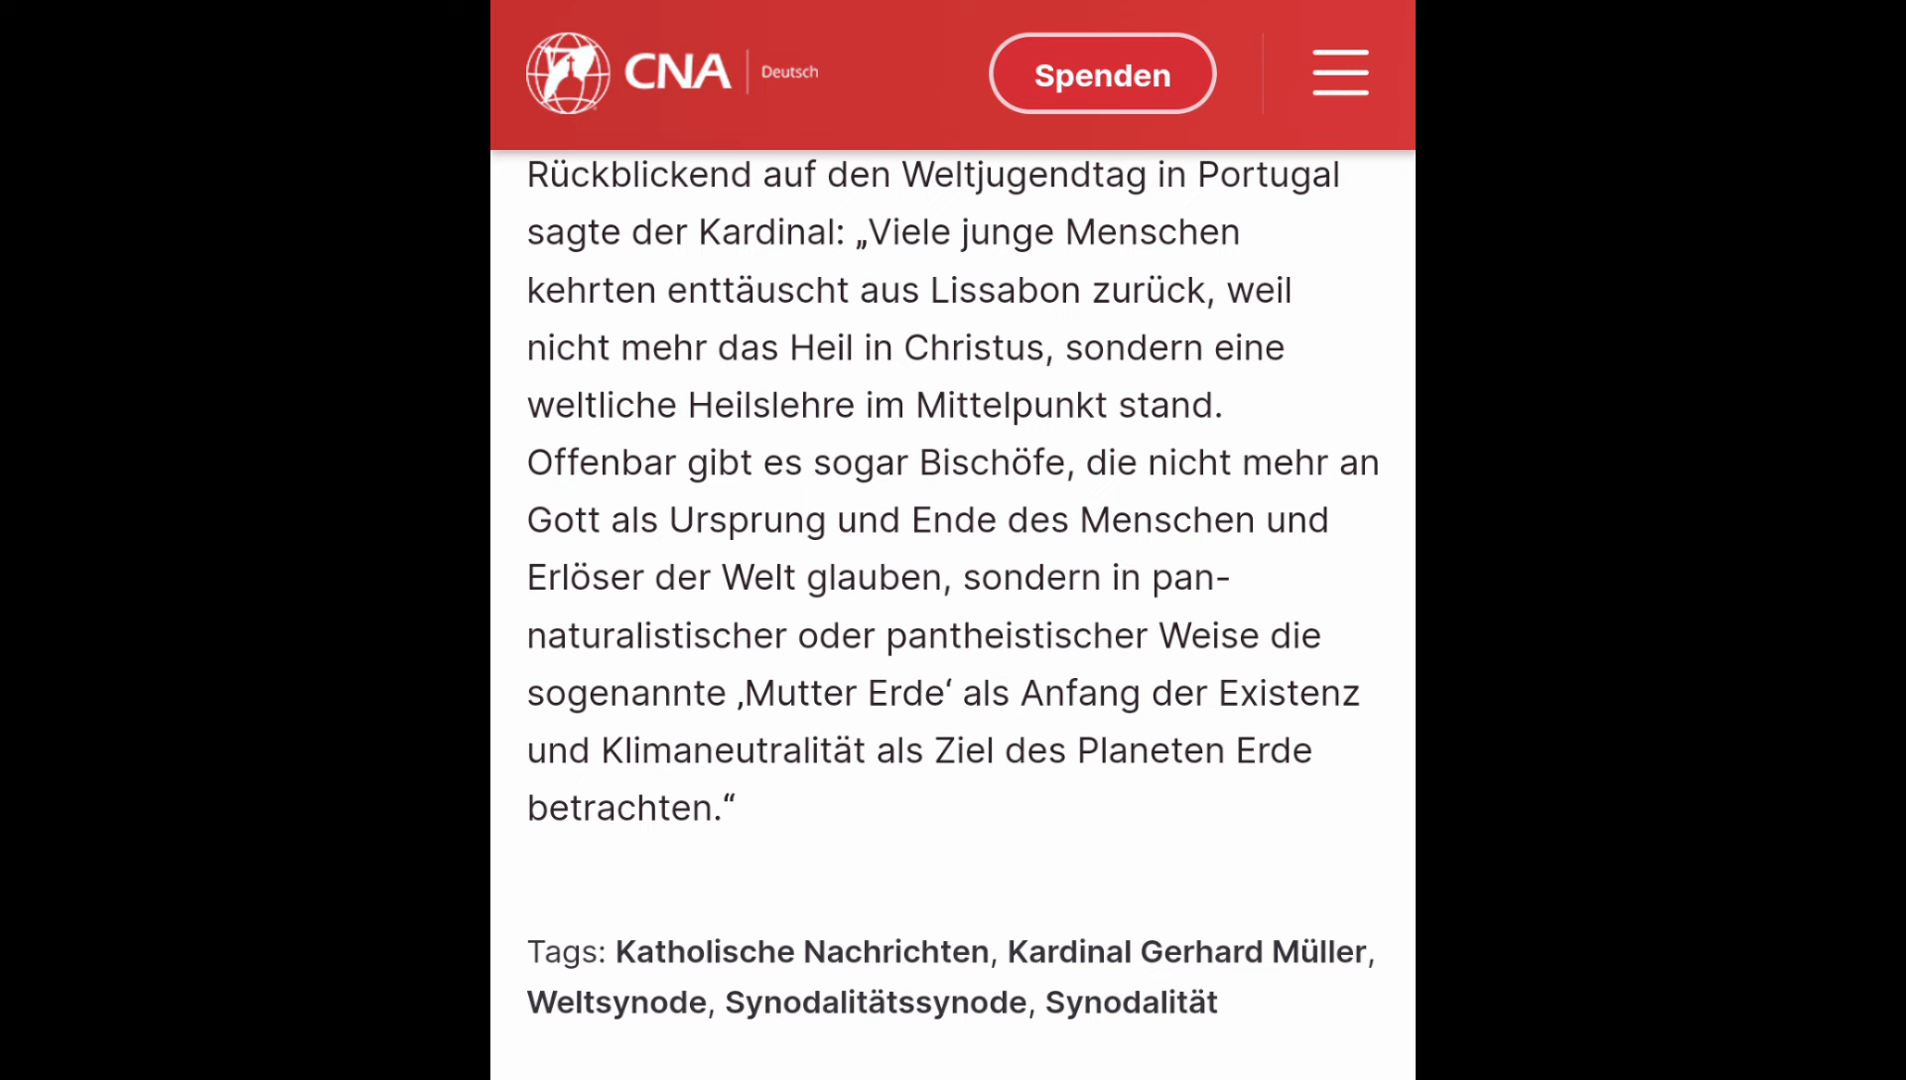 CNA Deutsch Spenden
Rückblickend auf den Weltjugendtag in Portugal
sagte der Kardinal: „Viele junge Menschen
kehrten enttäuscht aus Lissabon zurück, weil
nicht mehr das Heil in Christus, sondern eine
weltliche Heilslehre im Mittelpunkt stand.
Offenbar gibt es sogar Bischöfe, die nicht mehr an
Gott als Ursprung und Ende des Menschen und
Erlöser der Welt glauben, sondern in pan-
naturalistischer oder pantheistischer Weise die
sogenannte ‚Mutter Erde‘ als Anfang der Existenz
und Klimaneutralität als Ziel des Planeten Erde
betrachten.“
Tags: Katholische Nachrichten, Kardinal Gerhard Müller,
Weltsynode, Synodalitätssynode, Synodalität